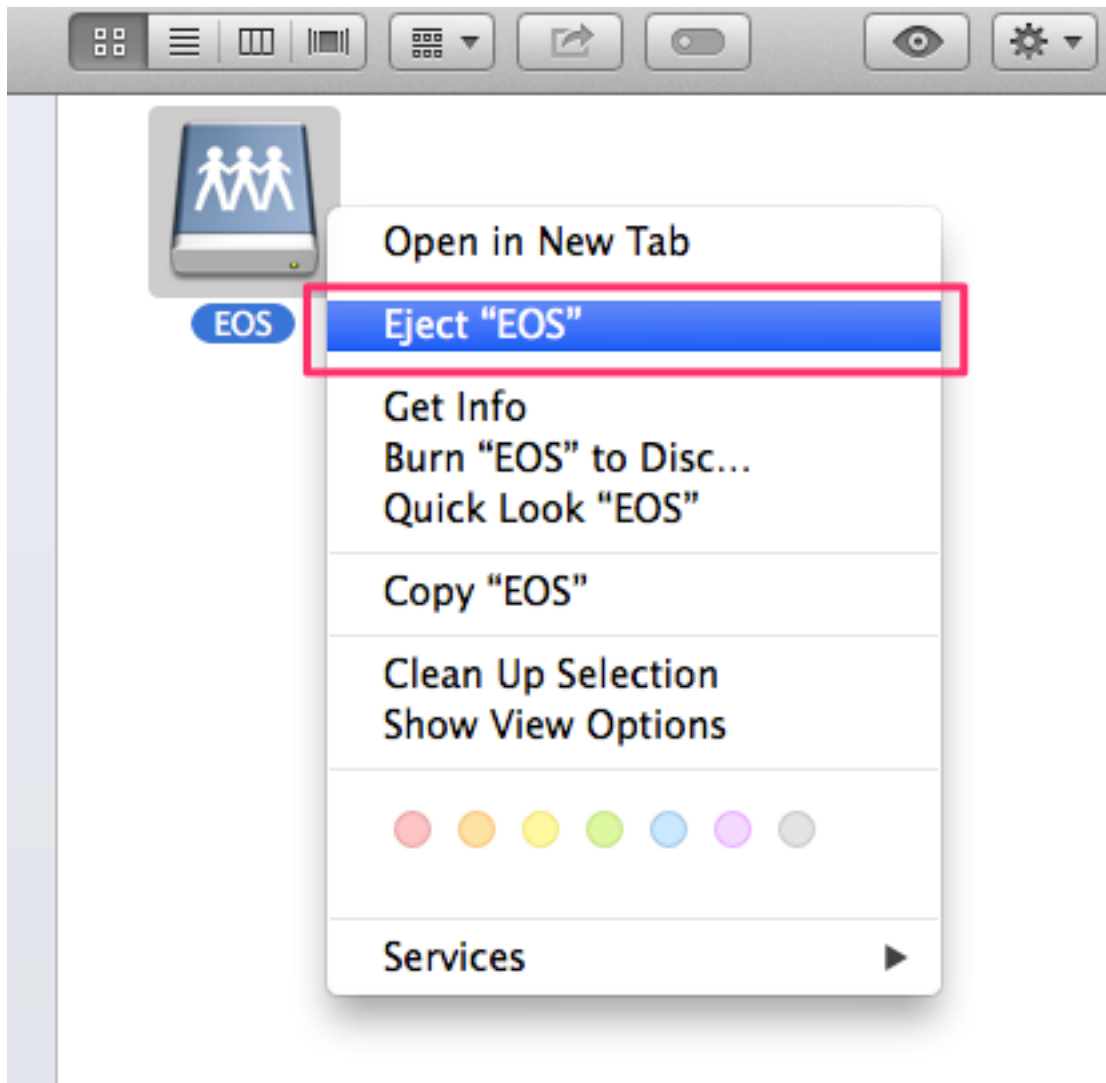 EOS
Open in New Tab
Eject “EOS”
Get Info
Burn “EOS” to Disc...
Quick Look “EOS”
Copy “EOS”
Clean Up Selection
Show View Options
Services